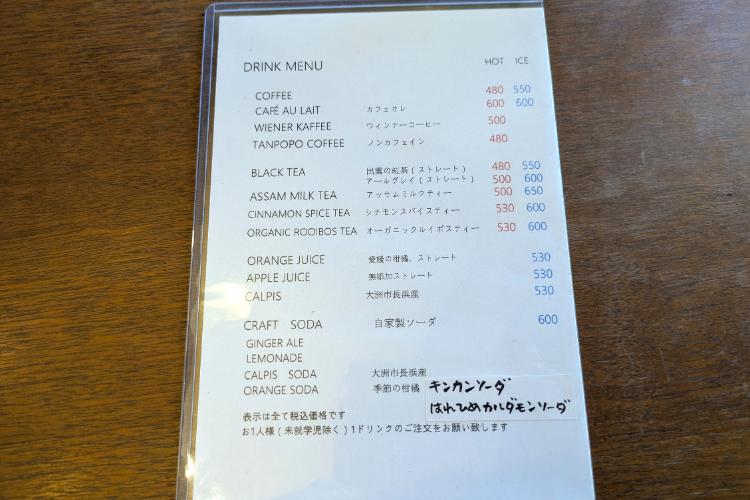 DRINK MENU HOT ICE
COFFEE 480 550
CAFÉ AU LAIT カフェオレ 600 600
WIENER KAFFEE ウィンナーコーヒー 500
TANPOPO COFFEE ノンカフェイン 480
BLACK TEA 出雲の紅茶(ストレート) 480 550
アールグレイ(ストレート) 500 600
ASSAM MILK TEA アッサムミルクティー 500 650
CINNAMON SPICE TEA シナモンスパイスティー 530 600
ORGANIC ROOIBOS TEA オーガニックルイボスティー 530 600
ORANGE JUICE 愛媛の柑橘、ストレート 530
APPLE JUICE 無添加ストレート 530
CALPIS 大洲市長浜産 530
CRAFT SODA 自家製ソーダ 600
GINGER ALE
LEMONADE
CALPIS SODA 大洲市長浜産
ORANGE SODA 季節の柑橘 キンカンソーダ
はれひめカルダモンソーダ
表示は全て税込価格です
お1人様(未就学児除く)1ドリンクのご注文をお願い致します